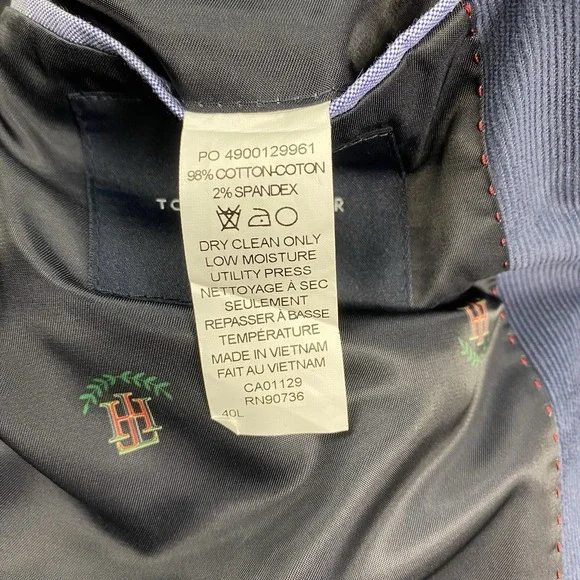 PO 4900129961
98% COTTON-COTON
2% SPANDEX
DRY CLEAN ONLY
LOW MOISTURE
UTILITY PRESS
NETTOYAGE À SEC
SEULEMENT
REPASSER À BASSE
TEMPÉRATURE
MADE IN VIETNAM
FAIT AU VIETNAM
CA01129
RN90736
40L